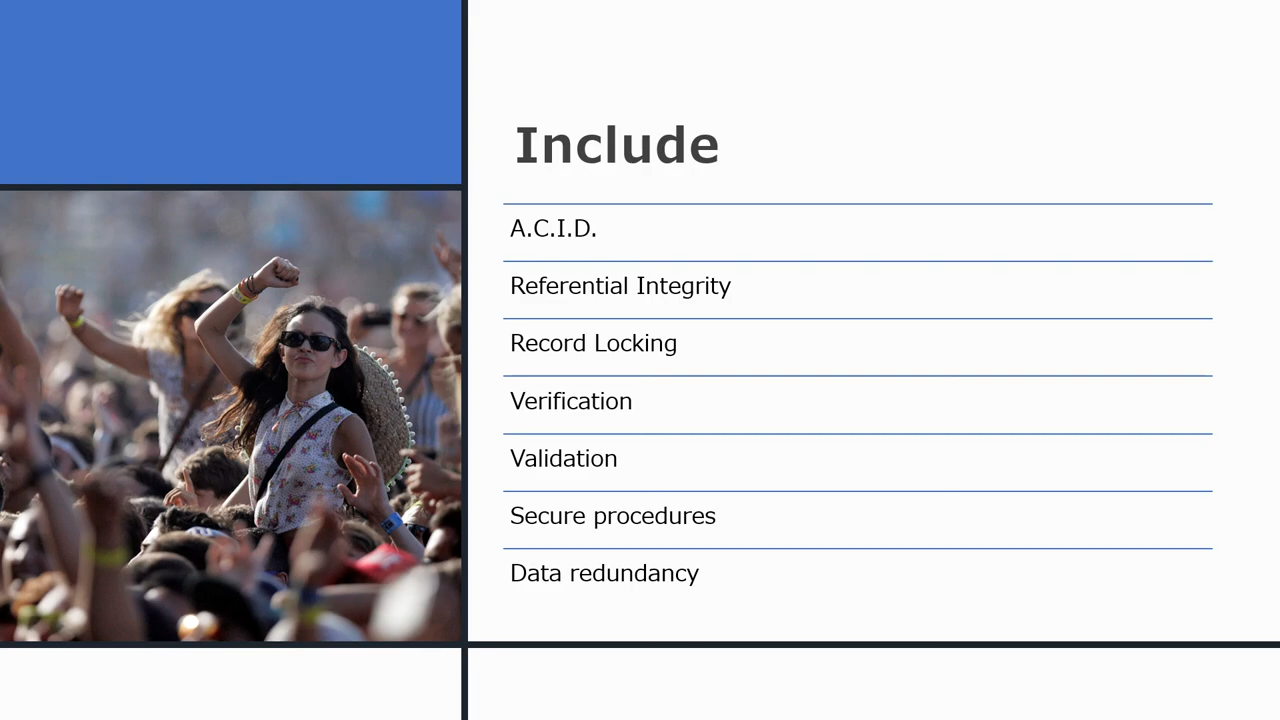 Include
A.C.I.D.
Referential Integrity
Record Locking
Verification
Validation
Secure procedures
Data redundancy